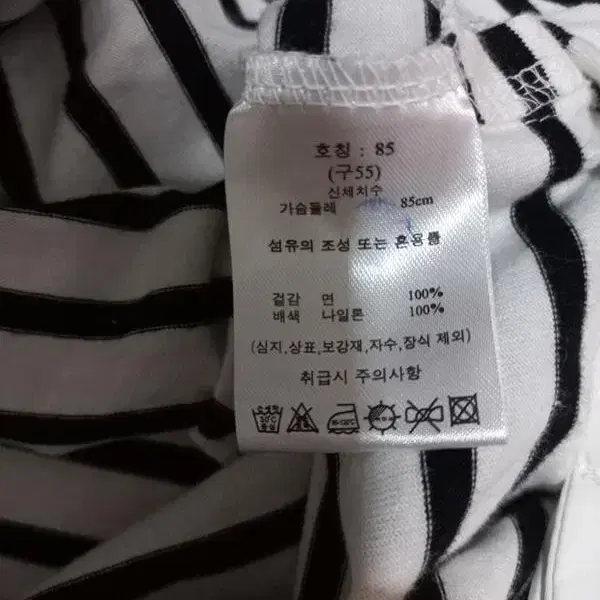 호칭 : 85
(구55)
신체치수
가슴둘레 85cm
섬유의 조성 또는 혼용률
겉감 면 100%
배색 나일론 100%
(심지,상표,보강재,자수,장식 제외)
취급시 주의사항